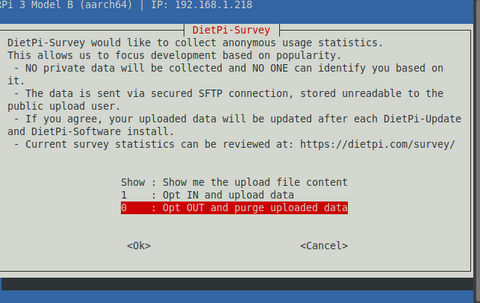 RPi 3 Model B (aarch64) | IP: 192.168.1.218
DietPi-Survey
DietPi-Survey would like to collect anonymous usage statistics.
This allows us to focus development based on popularity.
- NO private data will be collected and NO ONE can identify you based on
it.
- The data is sent via secured SFTP connection, stored unreadable to the
public upload user.
- If you agree, your uploaded data will be updated after each DietPi-Update
and DietPi-Software install.
- Current survey statistics can be reviewed at: https://dietpi.com/survey/
Show : Show me the upload file content
1    : Opt IN and upload data
0    : Opt OUT and purge uploaded data
<Ok>
<Cancel>